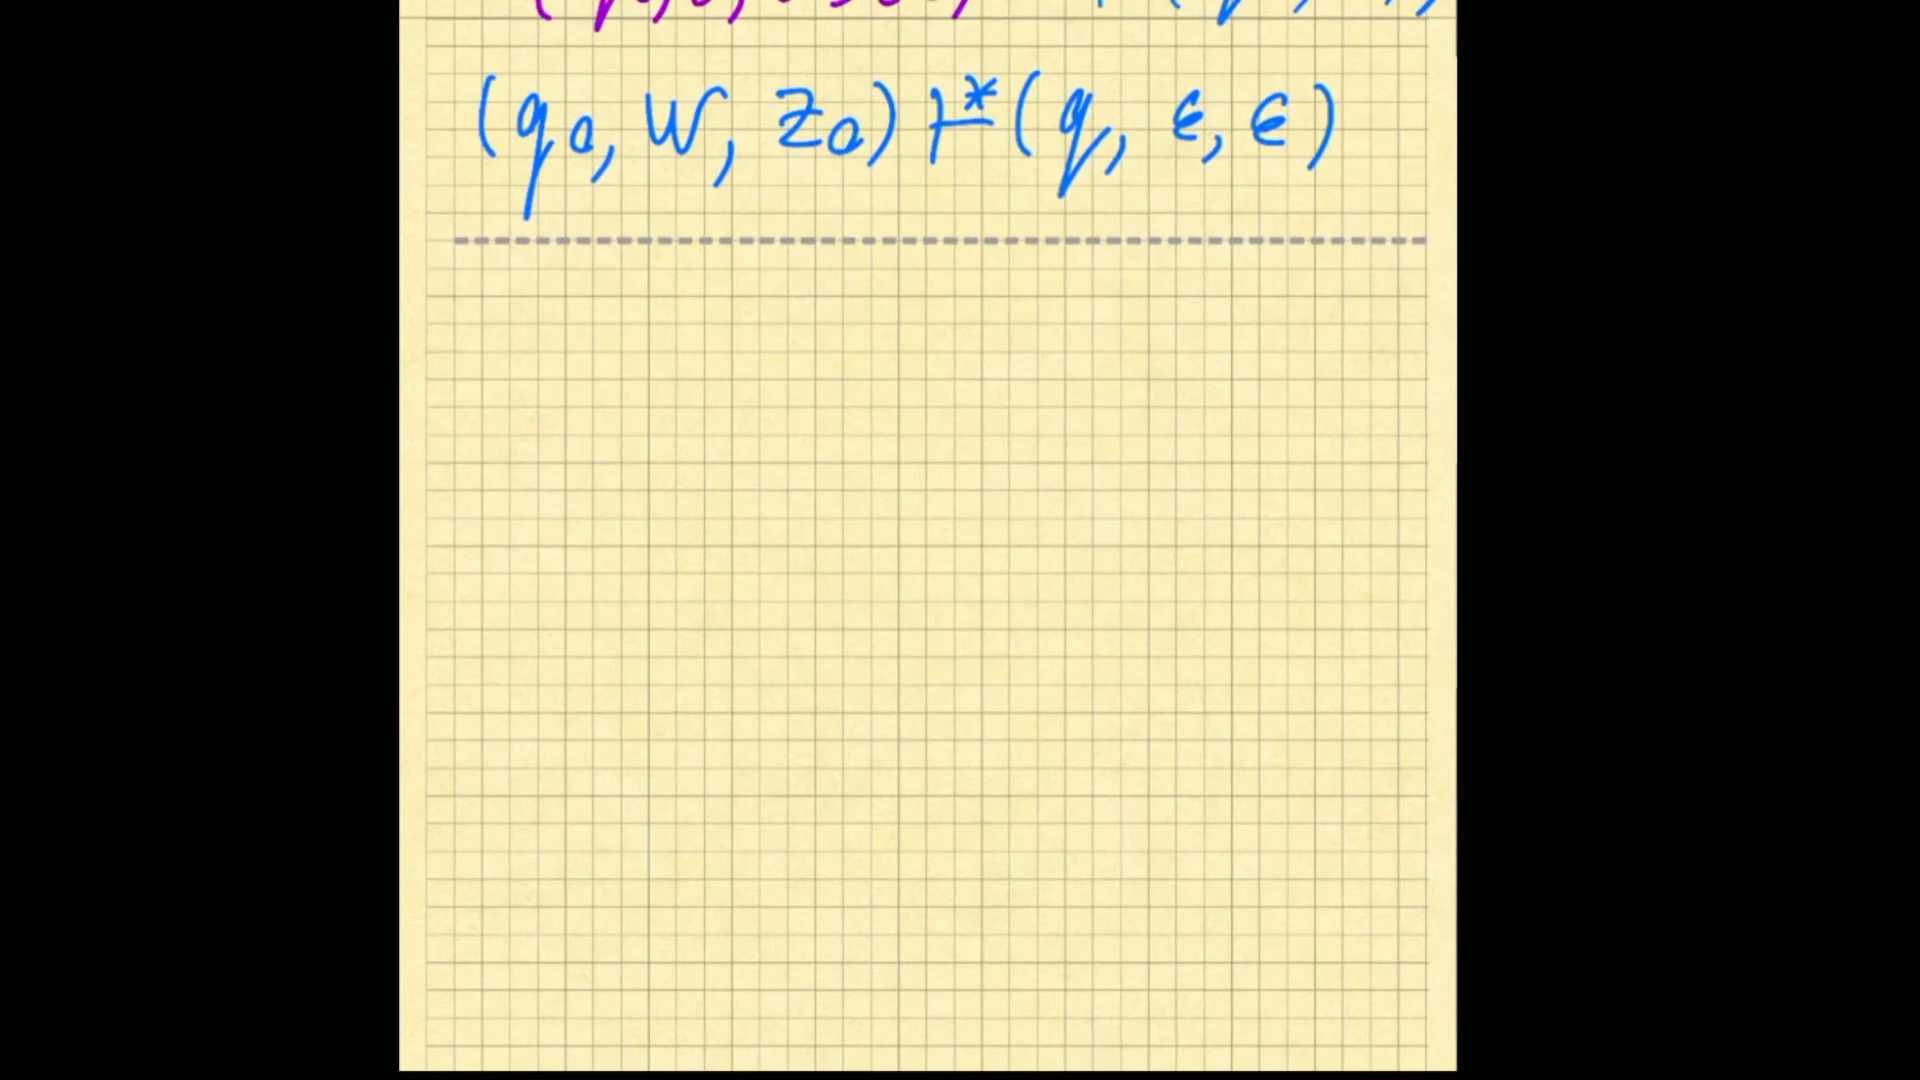 (q₀, w, z₀) ⊢* (q, ε, ε)